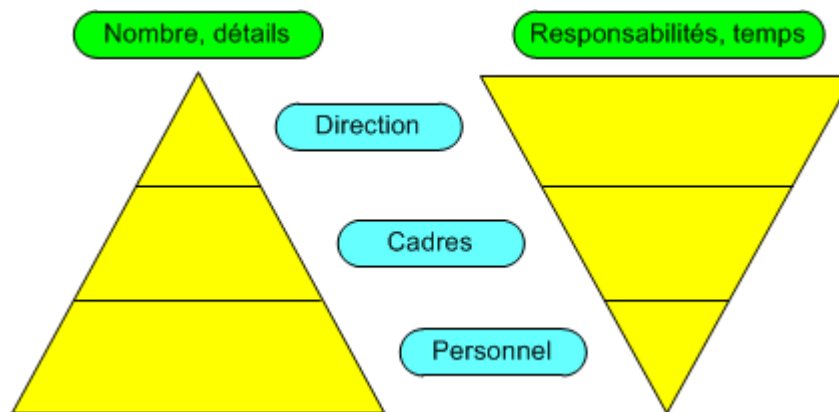 Nombre, détails
Responsabilités, temps
Direction
Cadres
Personnel